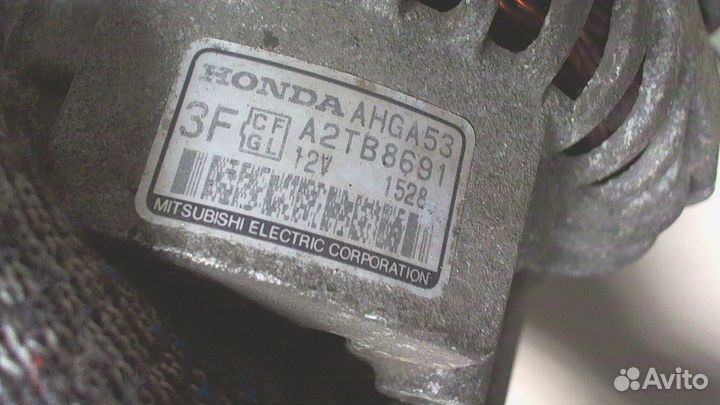 HONDA AHGA53
3F CF GL A2TB8691
12V 1528
MITSUBISHI ELECTRIC CORPORATION
Avito